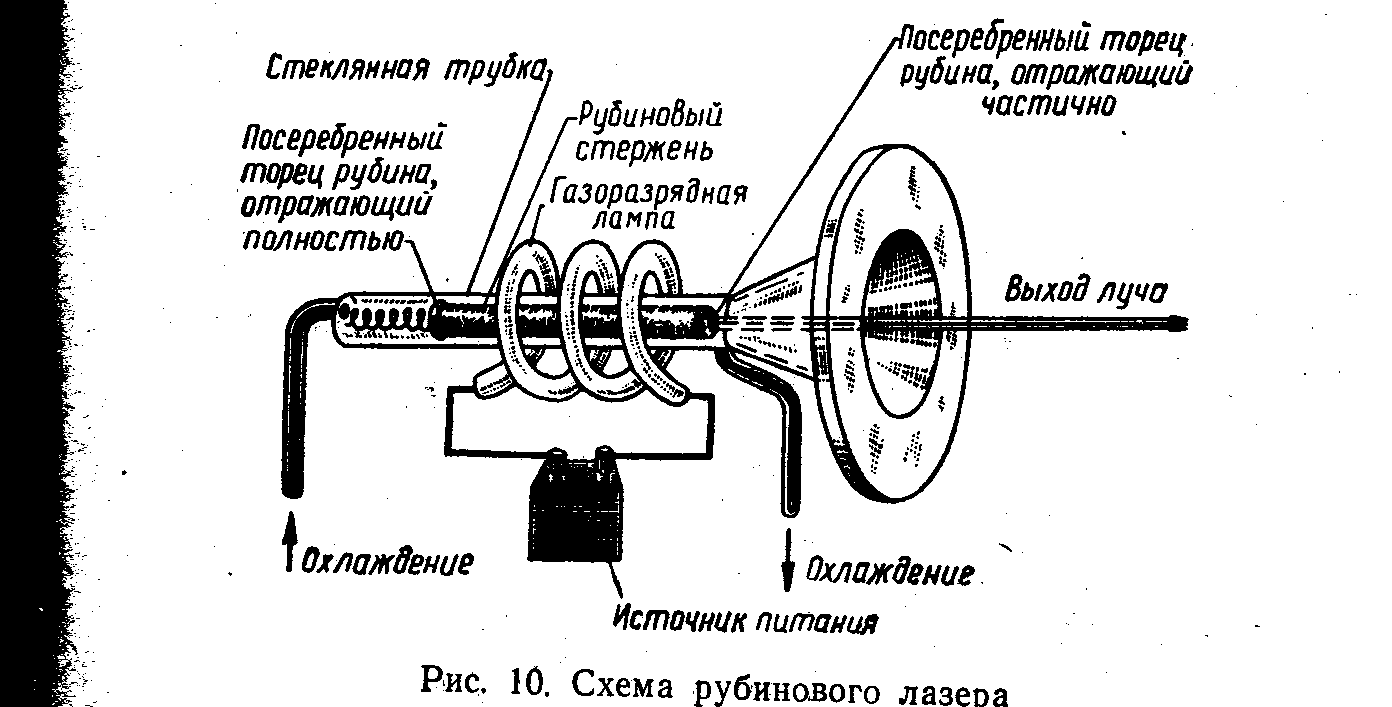 Стеклянная трубка
Посеребренный
торец рубина,
отражающий
полностью
Рубиновый
стержень
Газоразрядная
лампа
Посеребренный торец
рубина, отражающий
частично
Выход луча
Охлаждение
Охлаждение
Источник питания
Рис. 10. Схема рубинового лазера